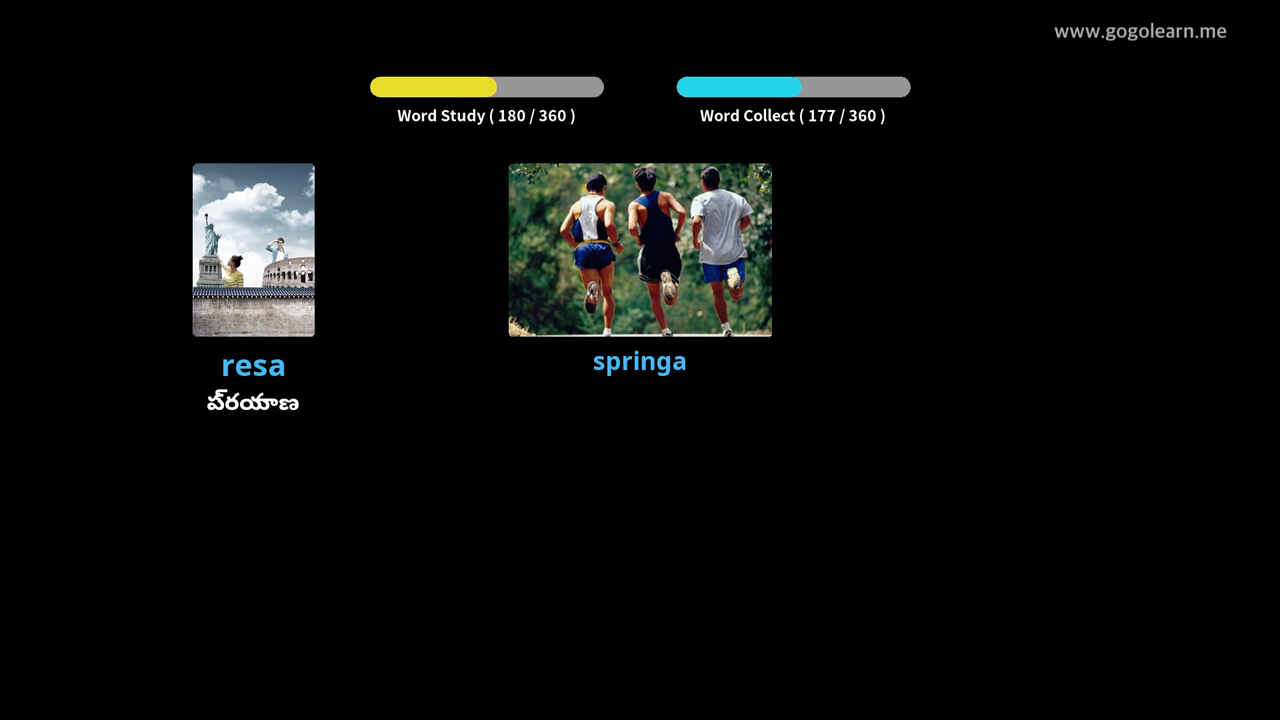 www.gogolearn.me
Word Study ( 180 / 360 )
Word Collect ( 177 / 360 )
resa
ప్రయాణ
springa